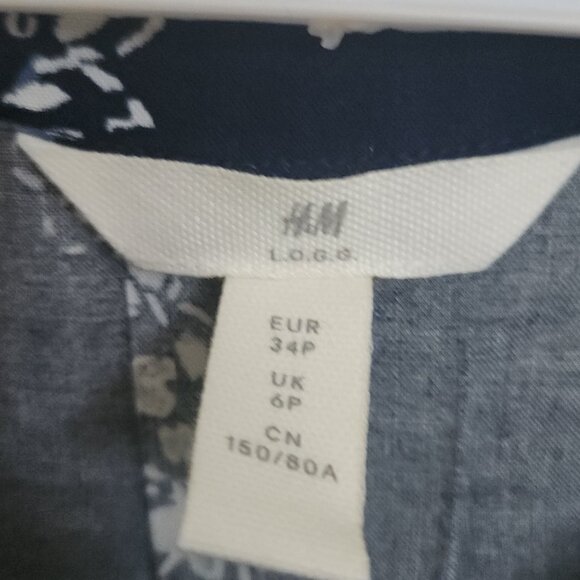 H&M
L.O.G.G.
EUR
34P
UK
6P
CN
150/80A